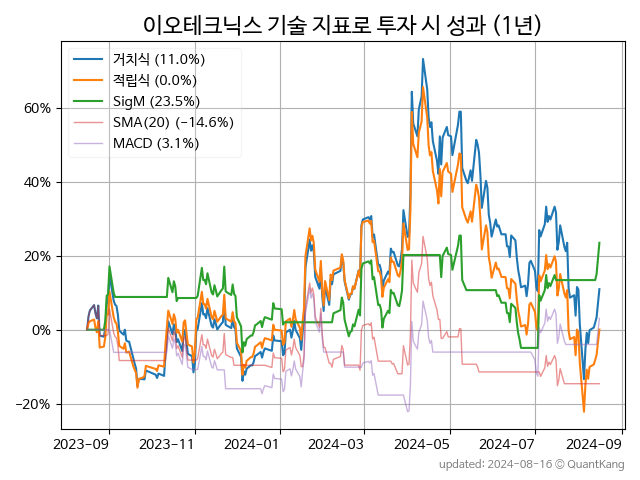 이오테크닉스 기술 지표로 투자 시 성과 (1년)
거치식 (11.0%)
적립식 (0.0%)
SigM (23.5%)
SMA(20) (−14.6%)
MACD (3.1%)
60%
40%
20%
0%
−20%
2023-09 2023-11 2024-01 2024-03 2024-05 2024-07 2024-09
updated: 2024-08-16 © QuantKang